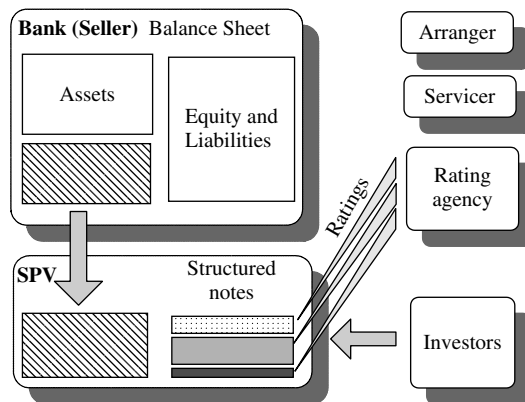 Bank (Seller) Balance Sheet
Assets
Equity and
Liabilities
Arranger
Servicer
Rating
agency
Ratings
SPV
Structured
notes
Investors